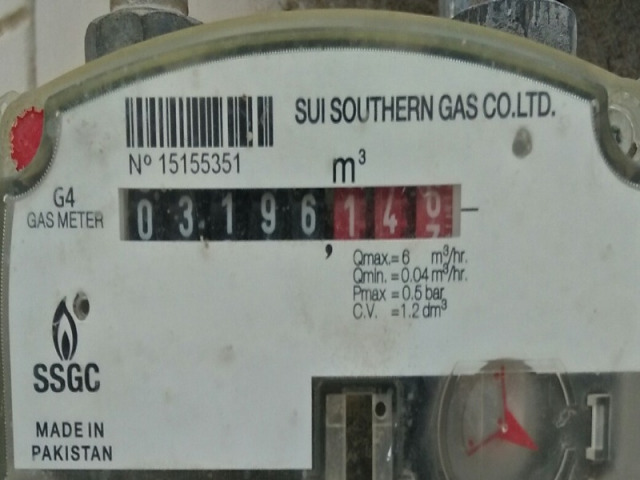 SUI SOUTHERN GAS CO.LTD.
Nº 15155351
m³
G4
GAS METER
03196,14
Qmax.= 6 m³/hr.
Qmin. = 0.04 m³/hr.
Pmax = 0.5 bar
C.V. =1.2 dm³
SSGC
MADE IN
PAKISTAN